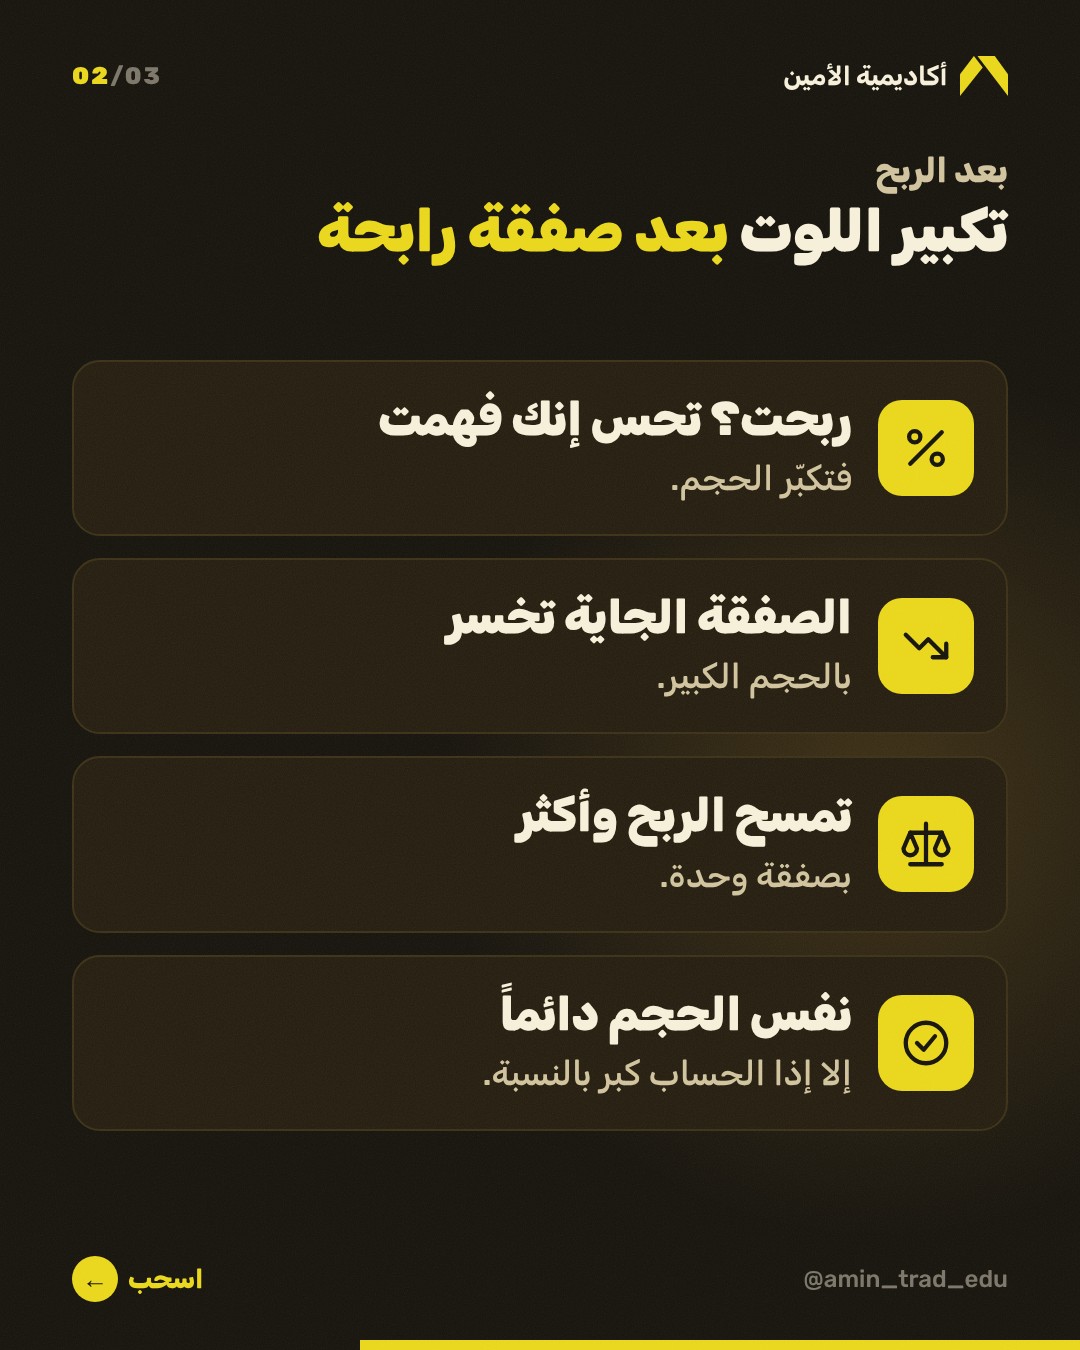 أكاديمية الأمين
02/03
بعد الربح
تكبير اللوت بعد صفقة رابحة
ربحت؟ تحس إنك فهمت
فتكبّر الحجم.
الصفقة الجاية تخسر
بالحجم الكبير.
تمسح الربح وأكثر
بصفقة وحدة.
نفس الحجم دائماً
إلا إذا الحساب كبر بالنسبة.
@amin_trad_edu
اسحب ←